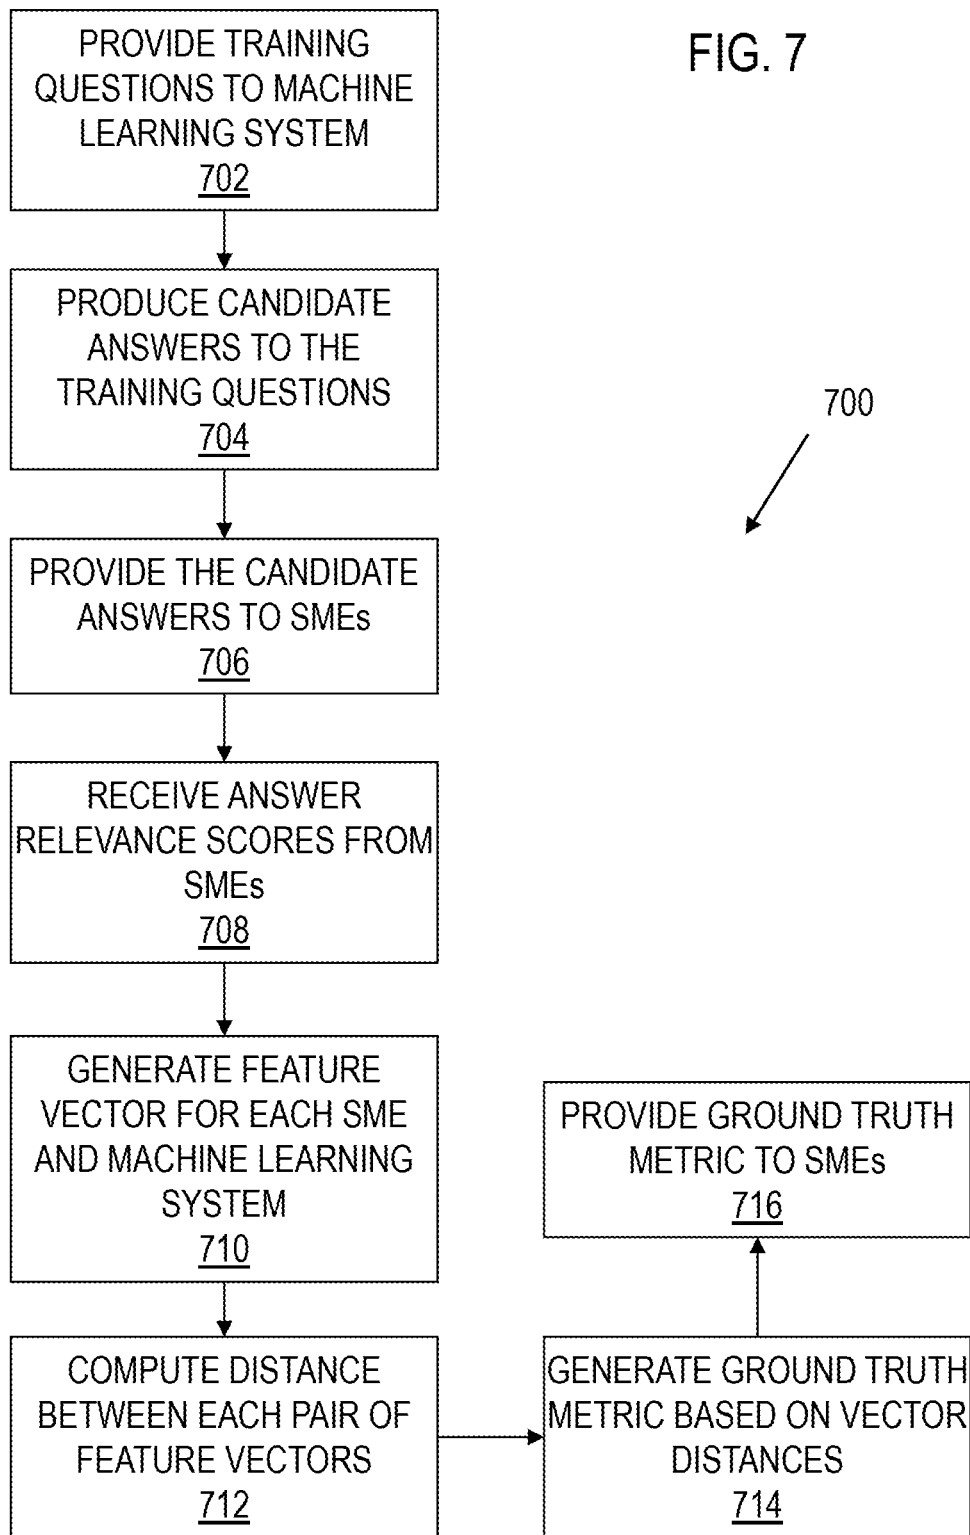 FIG. 7
PROVIDE TRAINING
QUESTIONS TO MACHINE
LEARNING SYSTEM
702
PRODUCE CANDIDATE
ANSWERS TO THE
TRAINING QUESTIONS
704
700
PROVIDE THE CANDIDATE
ANSWERS TO SMEs
706
RECEIVE ANSWER
RELEVANCE SCORES FROM
SMEs
708
GENERATE FEATURE
VECTOR FOR EACH SME
AND MACHINE LEARNING
SYSTEM
710
COMPUTE DISTANCE
BETWEEN EACH PAIR OF
FEATURE VECTORS
712
GENERATE GROUND TRUTH
METRIC BASED ON VECTOR
DISTANCES
714
PROVIDE GROUND TRUTH
METRIC TO SMEs
716